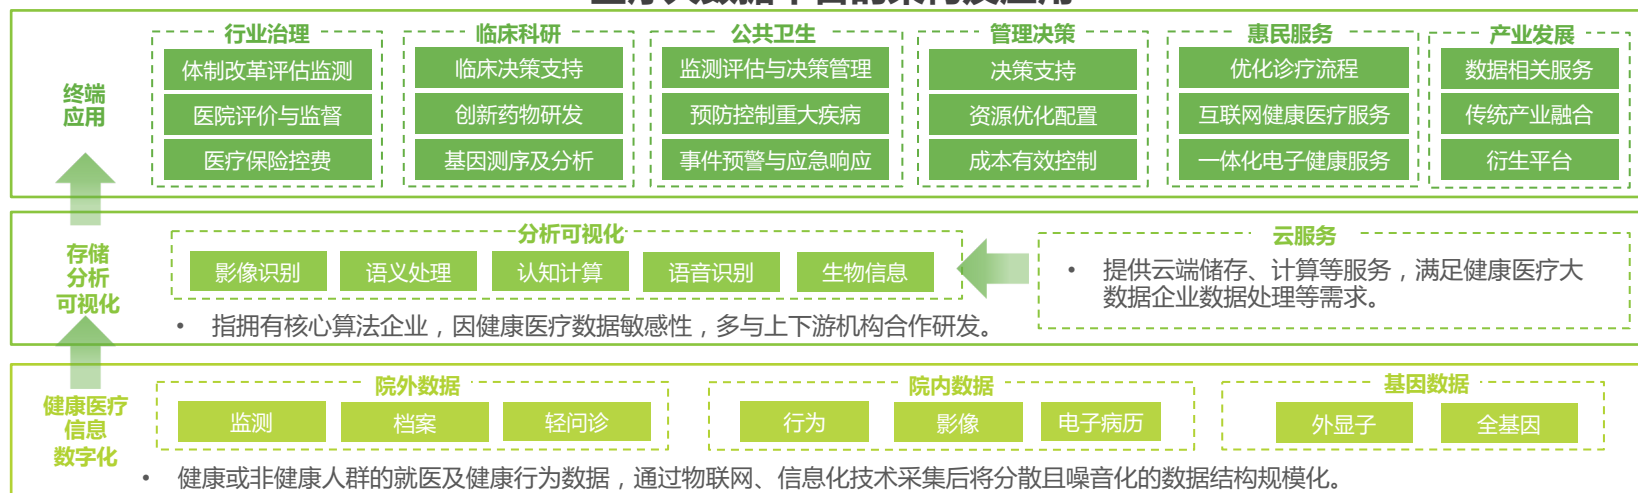 行业治理 临床科研 公共卫生 管理决策 惠民服务 产业发展
体制改革评估监测 临床决策支持 监测评估与决策管理 决策支持 优化诊疗流程 数据相关服务
终端
应用
医院评价与监督 创新药物研发 预防控制重大疾病 资源优化配置 互联网健康医疗服务 传统产业融合
医疗保险控费 基因测序及分析 事件预警与应急响应 成本有效控制 一体化电子健康服务 衍生平台
存储
分析
可视化
分析可视化
影像识别 语义处理 认知计算 语音识别 生物信息
• 指拥有核心算法企业，因健康医疗数据敏感性，多与上下游机构合作研发。
云服务
• 提供云端储存、计算等服务，满足健康医疗大
数据企业数据处理等需求。
健康医疗
信息
数字化
院外数据 院内数据 基因数据
监测 档案 轻问诊 行为 影像 电子病历 外显子 全基因
• 健康或非健康人群的就医及健康行为数据，通过物联网、信息化技术采集后将分散且噪音化的数据结构规模化。